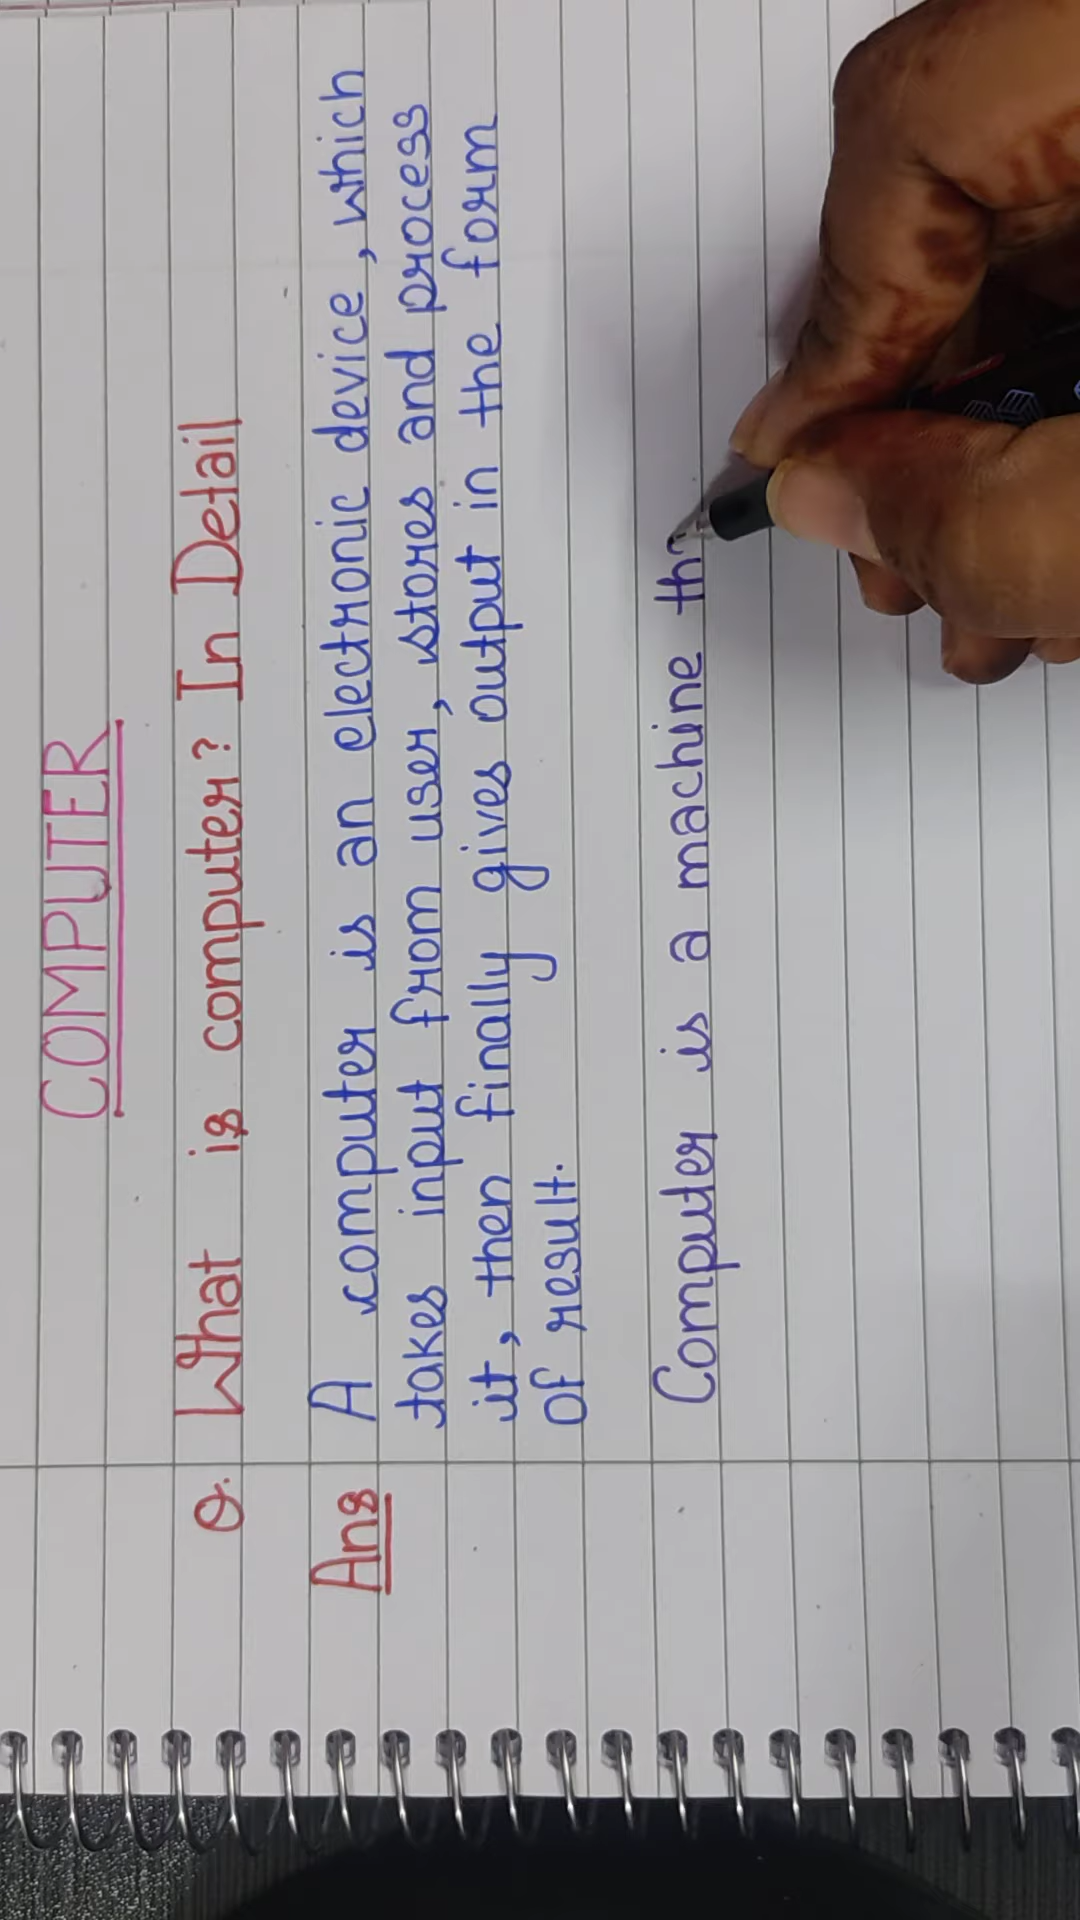 COMPUTER
Q. What is computer? In Detail
Ans A computer is an electronic device, which
takes input from user, stores and process
it, then finally gives output in the form
of result.
Computer is a machine th